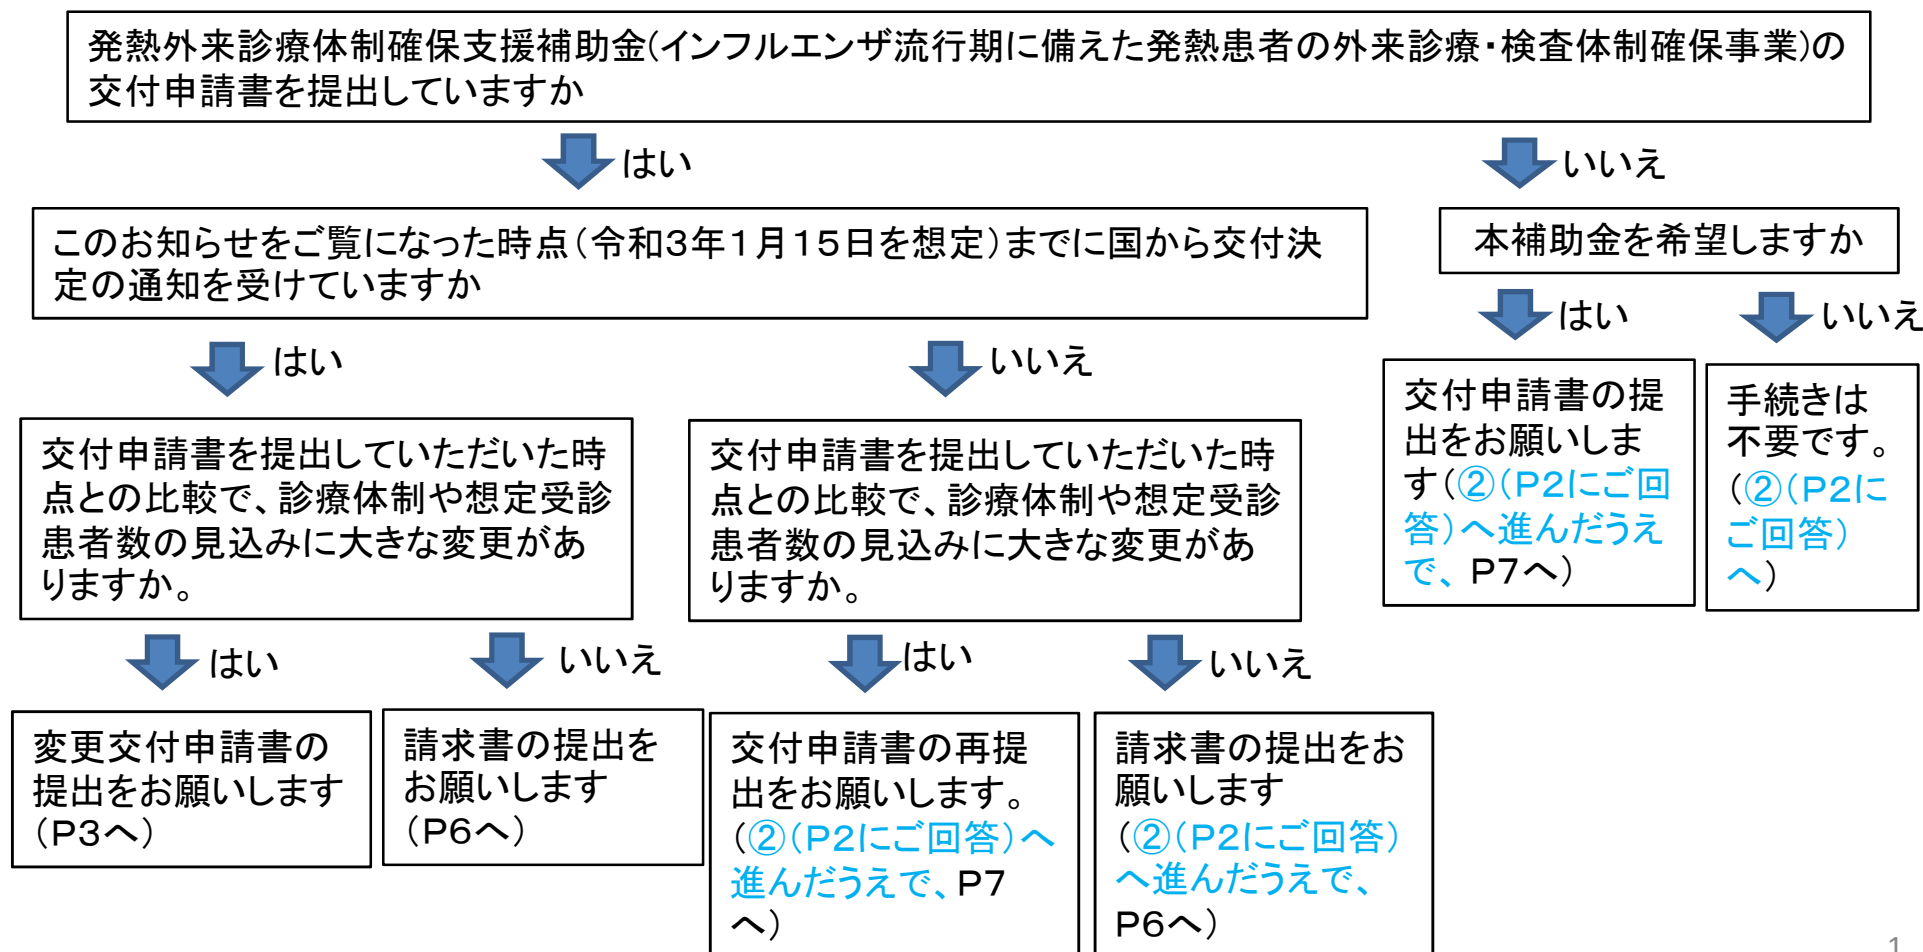 発熱外来診療体制確保支援補助金(インフルエンザ流行期に備えた発熱患者の外来診療・検査体制確保事業)の
交付申請書を提出していますか
はい
いいえ
このお知らせをご覧になった時点(令和3年1月15日を想定)までに国から交付決
定の通知を受けていますか
本補助金を希望しますか
はい
いいえ
はい
いいえ
交付申請書を提出していただいた時
点との比較で、診療体制や想定受診
患者数の見込みに大きな変更があ
りますか。
交付申請書を提出していただいた時
点との比較で、診療体制や想定受診
患者数の見込みに大きな変更があ
りますか。
交付申請書の提
出をお願いしま
す(②(P2にご回
答)へ進んだうえ
で、P7へ)
手続きは
不要です。
(②(P2に
ご回答)
へ)
はい
いいえ
はい
いいえ
変更交付申請書の
提出をお願いします
(P3へ)
請求書の提出を
お願いします
(P6へ)
交付申請書の再提
出をお願いします。
(②(P2にご回答)へ
進んだうえで、P7
へ)
請求書の提出をお
願いします
(②(P2にご回答)
へ進んだうえで、
P6へ)
1